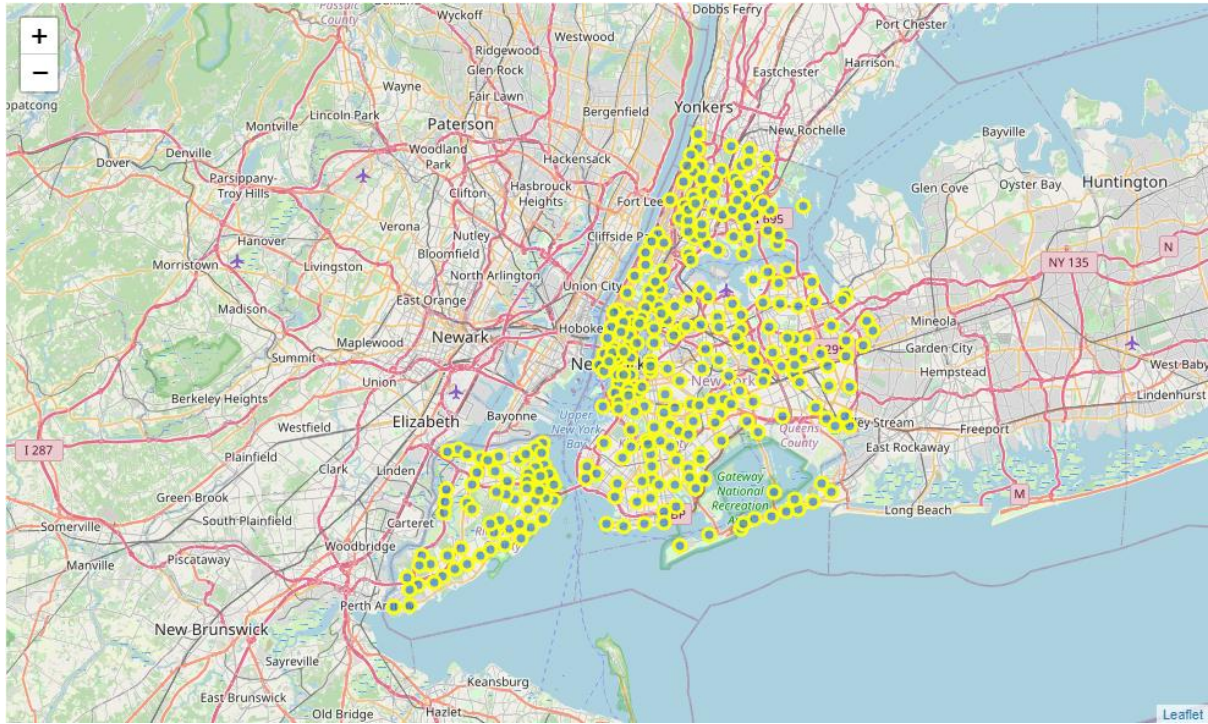 Passaic
County
Wyckoff
Dobbs Ferry
Port Chester
Ridgewood
Westwood
Harrison
Glen Rock
Eastchester
opatcong
Wayne
Fair Lawn
Bergenfield
Yonkers
Lincoln Park
Montville
Paterson
New Rochelle
Bayville
Denville
Dover
Woodland
Park
Hackensack
Parsippany-
Troy Hills
Clifton
Hasbrouck
Heights
Fort Lee
Glen Cove
Oyster Bay
Huntington
Verona
Nutley
Hanover
Bloomfield
Cliffside
N
Morristown
Livingston
North Arlington
NY 135
Union City
Madison
East Orange
Maplewood
Newark
Mineola
Summit
Garden City
West Baby
Union
Hempstead
Berkeley Heights
New York
Bayonne
Upper
New York
Bay
Lindenhurst
Westfield
Elizabeth
Queens
County
Freeport
I 287
Plainfield
East Rockaway
Clark
Linden
Gateway
National
Recreation
Green Brook
M
Carteret
Long Beach
South Plainfield
Somerville
Woodbridge
Piscataway
Manville
New Brunswick
Sayreville
Keansburg
East Brunswick
Old Bridge
Hazlet
Leaflet